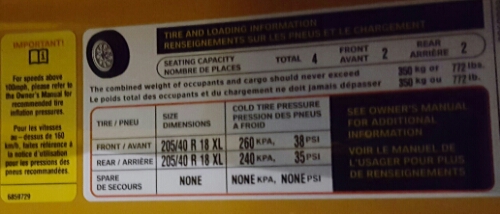 IMPORTANT!
For speeds above
100mph, please refer to
the Owner's Manual for
recommended tire
inflation pressures.
Pour les vitesses
au-dessus de 160
km/h, faites référence à
la notice d'utilisation
pour les pressions des
pneus recommandées.
6859729
TIRE AND LOADING INFORMATION
RENSEIGNEMENTS SUR LES PNEUS ET LE CHARGEMENT
SEATING CAPACITY
NOMBRE DE PLACES
TOTAL 4
FRONT
AVANT 2
REAR
ARRIÈRE 2
The combined weight of occupants and cargo should never exceed 350 kg or 772 lbs.
Le poids total des occupants et du chargement ne doit jamais dépasser 350 kg ou 772 lb.
TIRE / PNEU
SIZE
DIMENSIONS
COLD TIRE PRESSURE
PRESSION DES PNEUS
A FROID
FRONT / AVANT 205/40 R 18 XL 260 KPA, 38 PSI
REAR / ARRIÈRE 205/40 R 18 XL 240 KPA, 35 PSI
SPARE
DE SECOURS NONE NONE KPA, NONE PSI
SEE OWNER'S MANUAL
FOR ADDITIONAL
INFORMATION
VOIR LE MANUEL DE
L'USAGER POUR PLUS
DE RENSEIGNEMENTS